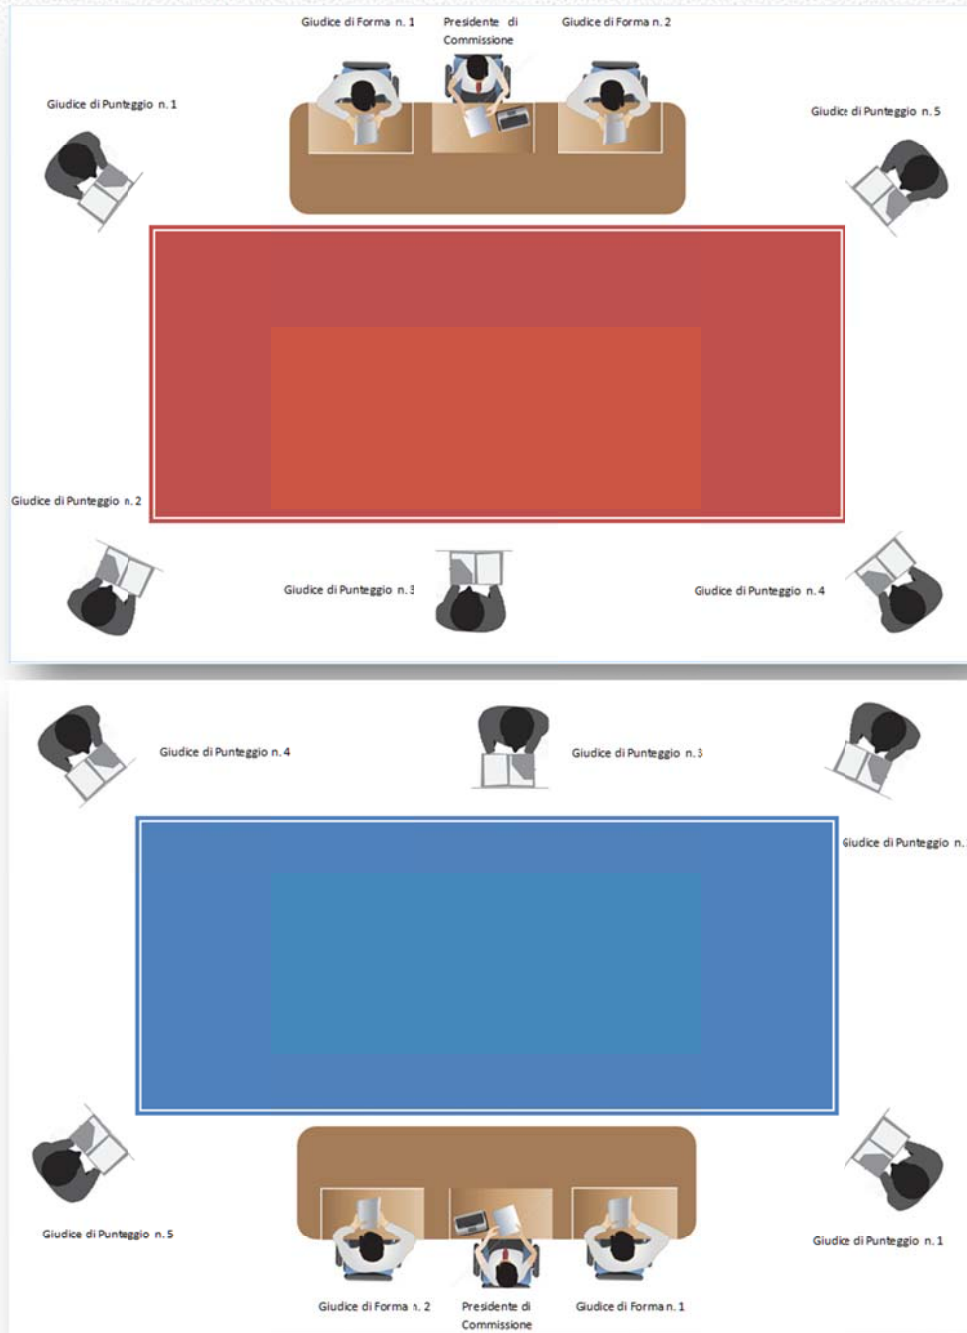 Giudice di Forma n. 1
Presidente di
Commissione
Giudice di Forma n. 2
Giudice di Punteggio n. 1
Giudice di Punteggio n. 5
Giudice di Punteggio n. 2
Giudice di Punteggio n. 3
Giudice di Punteggio n. 4
Giudice di Punteggio n. 4
Giudice di Punteggio n. 3
Giudice di Punteggio n.
Giudice di Punteggio n. 5
Giudice di Punteggio n. 1
Giudice di Forma n. 2
Presidente di
Commissione
Giudice di Forma n. 1